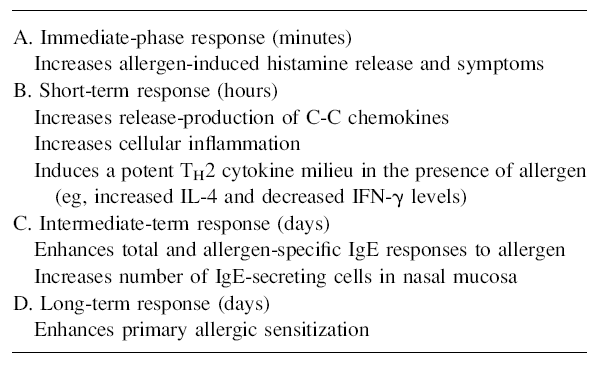 A. Immediate-phase response (minutes)
Increases allergen-induced histamine release and symptoms
B. Short-term response (hours)
Increases release-production of C-C chemokines
Increases cellular inflammation
Induces a potent TH2 cytokine milieu in the presence of allergen
(eg, increased IL-4 and decreased IFN-γ levels)
C. Intermediate-term response (days)
Enhances total and allergen-specific IgE responses to allergen
Increases number of IgE-secreting cells in nasal mucosa
D. Long-term response (days)
Enhances primary allergic sensitization